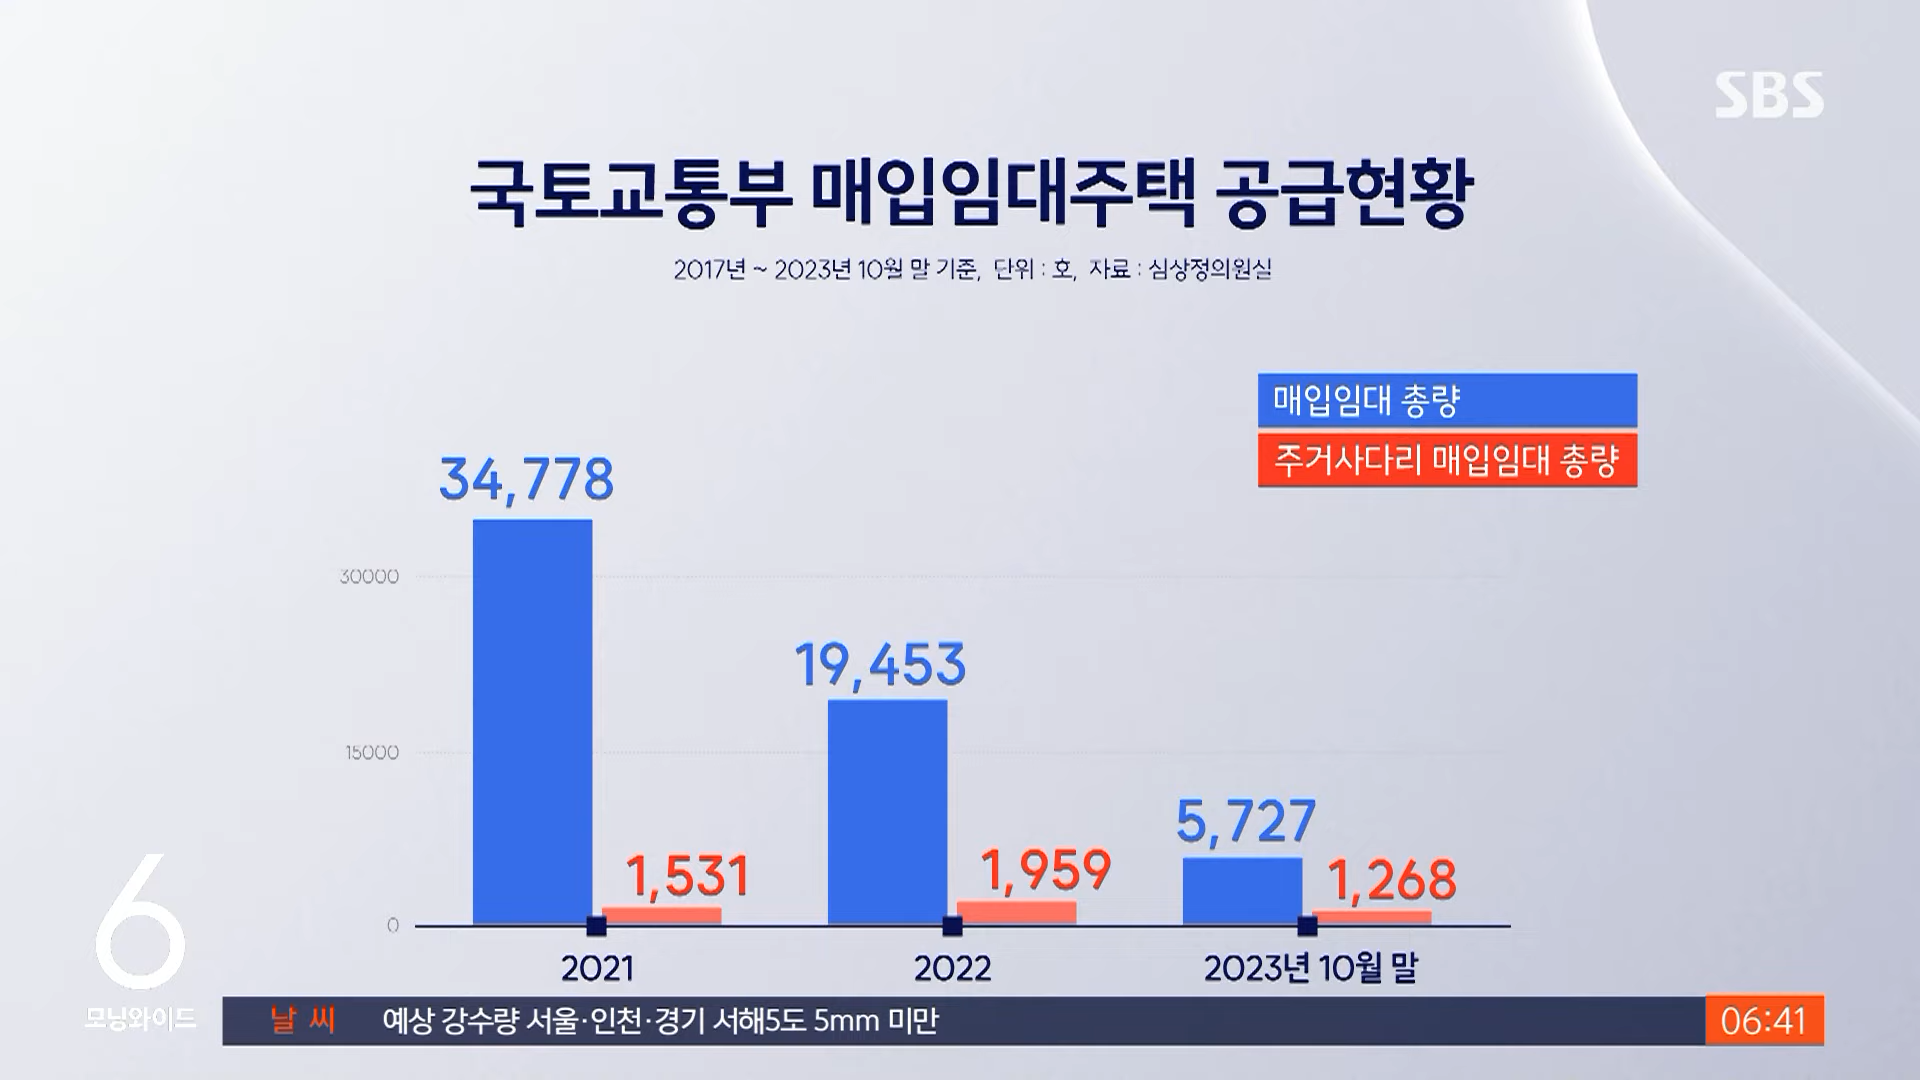 SBS
국토교통부 매입임대주택 공급현황
2017년 ~ 2023년 10월 말 기준, 단위 : 호, 자료 : 심상정의원실
매입임대 총량
주거사다리 매입임대 총량
34,778
30000
19,453
15000
5,727
1,531
1,959
1,268
0
2021
2022
2023년 10월 말
6
모닝와이드
날씨 예상 강수량 서울·인천·경기 서해5도 5mm 미만 06:41